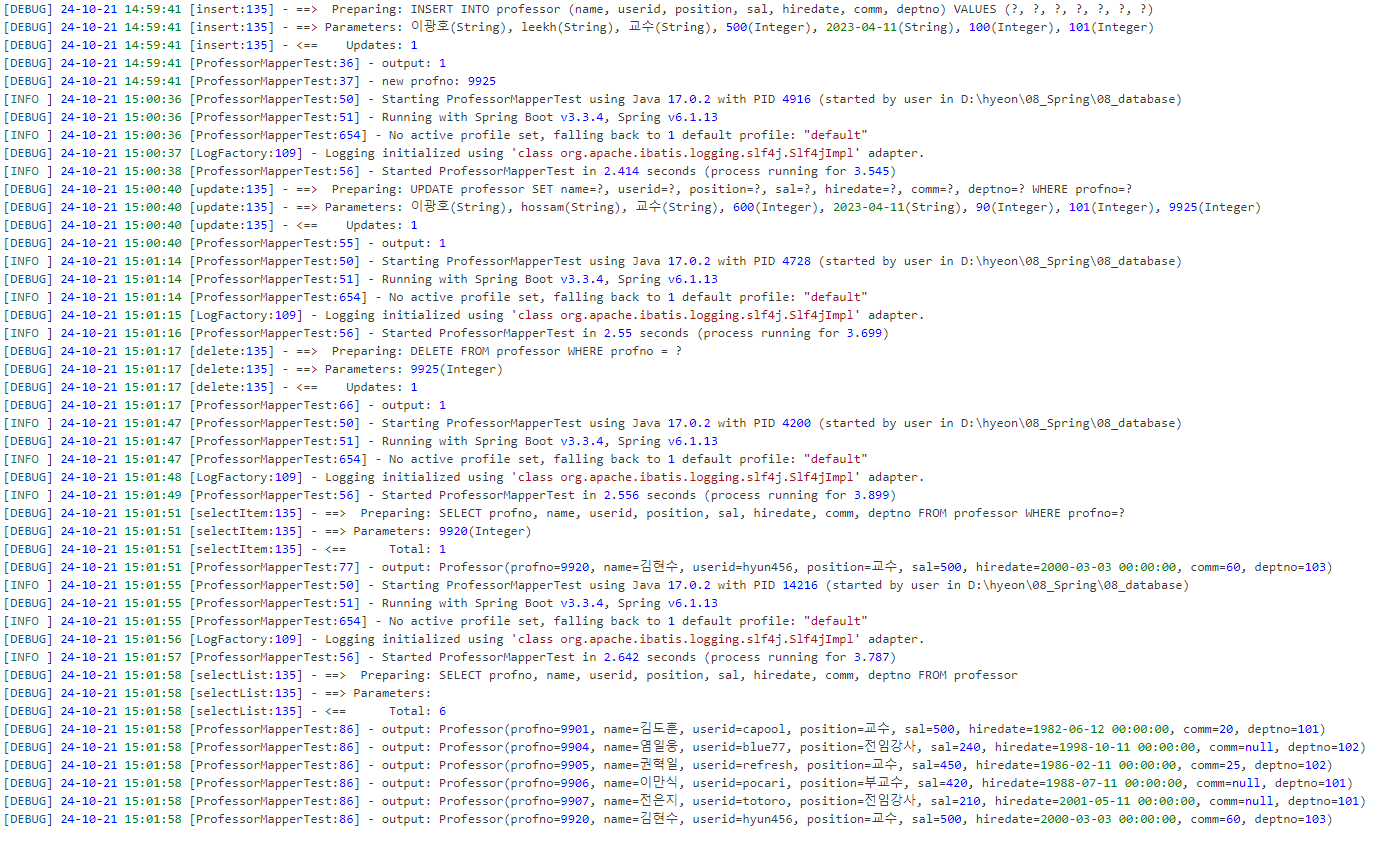 [DEBUG] 24-10-21 14:59:41 [insert:135] - ==>  Preparing: INSERT INTO professor (name, userid, position, sal, hiredate, comm, deptno) VALUES (?, ?, ?, ?, ?, ?, ?)
[DEBUG] 24-10-21 14:59:41 [insert:135] - ==> Parameters: 이광호(String), leekh(String), 교수(String), 500(Integer), 2023-04-11(String), 100(Integer), 101(Integer)
[DEBUG] 24-10-21 14:59:41 [insert:135] - <==    Updates: 1
[DEBUG] 24-10-21 14:59:41 [ProfessorMapperTest:36] - output: 1
[DEBUG] 24-10-21 14:59:41 [ProfessorMapperTest:37] - new profno: 9925
[INFO ] 24-10-21 15:00:36 [ProfessorMapperTest:50] - Starting ProfessorMapperTest using Java 17.0.2 with PID 4916 (started by user in D:\hyeon\08_Spring\08_database)
[DEBUG] 24-10-21 15:00:36 [ProfessorMapperTest:51] - Running with Spring Boot v3.3.4, Spring v6.1.13
[INFO ] 24-10-21 15:00:36 [ProfessorMapperTest:654] - No active profile set, falling back to 1 default profile: "default"
[DEBUG] 24-10-21 15:00:37 [LogFactory:109] - Logging initialized using 'class org.apache.ibatis.logging.slf4j.Slf4jImpl' adapter.
[INFO ] 24-10-21 15:00:38 [ProfessorMapperTest:56] - Started ProfessorMapperTest in 2.414 seconds (process running for 3.545)
[DEBUG] 24-10-21 15:00:40 [update:135] - ==>  Preparing: UPDATE professor SET name=?, userid=?, position=?, sal=?, hiredate=?, comm=?, deptno=? WHERE profno=?
[DEBUG] 24-10-21 15:00:40 [update:135] - ==> Parameters: 이광호(String), hossam(String), 교수(String), 600(Integer), 2023-04-11(String), 90(Integer), 101(Integer), 9925(Integer)
[DEBUG] 24-10-21 15:00:40 [update:135] - <==    Updates: 1
[DEBUG] 24-10-21 15:00:40 [ProfessorMapperTest:55] - output: 1
[INFO ] 24-10-21 15:01:14 [ProfessorMapperTest:50] - Starting ProfessorMapperTest using Java 17.0.2 with PID 4728 (started by user in D:\hyeon\08_Spring\08_database)
[DEBUG] 24-10-21 15:01:14 [ProfessorMapperTest:51] - Running with Spring Boot v3.3.4, Spring v6.1.13
[INFO ] 24-10-21 15:01:14 [ProfessorMapperTest:654] - No active profile set, falling back to 1 default profile: "default"
[DEBUG] 24-10-21 15:01:15 [LogFactory:109] - Logging initialized using 'class org.apache.ibatis.logging.slf4j.Slf4jImpl' adapter.
[INFO ] 24-10-21 15:01:16 [ProfessorMapperTest:56] - Started ProfessorMapperTest in 2.55 seconds (process running for 3.699)
[DEBUG] 24-10-21 15:01:17 [delete:135] - ==>  Preparing: DELETE FROM professor WHERE profno = ?
[DEBUG] 24-10-21 15:01:17 [delete:135] - ==> Parameters: 9925(Integer)
[DEBUG] 24-10-21 15:01:17 [delete:135] - <==    Updates: 1
[DEBUG] 24-10-21 15:01:17 [ProfessorMapperTest:66] - output: 1
[INFO ] 24-10-21 15:01:47 [ProfessorMapperTest:50] - Starting ProfessorMapperTest using Java 17.0.2 with PID 4200 (started by user in D:\hyeon\08_Spring\08_database)
[DEBUG] 24-10-21 15:01:47 [ProfessorMapperTest:51] - Running with Spring Boot v3.3.4, Spring v6.1.13
[INFO ] 24-10-21 15:01:47 [ProfessorMapperTest:654] - No active profile set, falling back to 1 default profile: "default"
[DEBUG] 24-10-21 15:01:48 [LogFactory:109] - Logging initialized using 'class org.apache.ibatis.logging.slf4j.Slf4jImpl' adapter.
[INFO ] 24-10-21 15:01:49 [ProfessorMapperTest:56] - Started ProfessorMapperTest in 2.556 seconds (process running for 3.899)
[DEBUG] 24-10-21 15:01:51 [selectItem:135] - ==>  Preparing: SELECT profno, name, userid, position, sal, hiredate, comm, deptno FROM professor WHERE profno=?
[DEBUG] 24-10-21 15:01:51 [selectItem:135] - ==> Parameters: 9920(Integer)
[DEBUG] 24-10-21 15:01:51 [selectItem:135] - <==      Total: 1
[DEBUG] 24-10-21 15:01:51 [ProfessorMapperTest:77] - output: Professor(profno=9920, name=김현수, userid=hyun456, position=교수, sal=500, hiredate=2000-03-03 00:00:00, comm=60, deptno=103)
[INFO ] 24-10-21 15:01:55 [ProfessorMapperTest:50] - Starting ProfessorMapperTest using Java 17.0.2 with PID 14216 (started by user in D:\hyeon\08_Spring\08_database)
[DEBUG] 24-10-21 15:01:55 [ProfessorMapperTest:51] - Running with Spring Boot v3.3.4, Spring v6.1.13
[INFO ] 24-10-21 15:01:55 [ProfessorMapperTest:654] - No active profile set, falling back to 1 default profile: "default"
[DEBUG] 24-10-21 15:01:56 [LogFactory:109] - Logging initialized using 'class org.apache.ibatis.logging.slf4j.Slf4jImpl' adapter.
[INFO ] 24-10-21 15:01:57 [ProfessorMapperTest:56] - Started ProfessorMapperTest in 2.642 seconds (process running for 3.787)
[DEBUG] 24-10-21 15:01:58 [selectList:135] - ==>  Preparing: SELECT profno, name, userid, position, sal, hiredate, comm, deptno FROM professor
[DEBUG] 24-10-21 15:01:58 [selectList:135] - ==> Parameters:
[DEBUG] 24-10-21 15:01:58 [selectList:135] - <==      Total: 6
[DEBUG] 24-10-21 15:01:58 [ProfessorMapperTest:86] - output: Professor(profno=9901, name=김도훈, userid=capool, position=교수, sal=500, hiredate=1982-06-12 00:00:00, comm=20, deptno=101)
[DEBUG] 24-10-21 15:01:58 [ProfessorMapperTest:86] - output: Professor(profno=9904, name=염일웅, userid=blue77, position=전임강사, sal=240, hiredate=1998-10-11 00:00:00, comm=null, deptno=102)
[DEBUG] 24-10-21 15:01:58 [ProfessorMapperTest:86] - output: Professor(profno=9905, name=권혁일, userid=refresh, position=교수, sal=450, hiredate=1986-02-11 00:00:00, comm=25, deptno=102)
[DEBUG] 24-10-21 15:01:58 [ProfessorMapperTest:86] - output: Professor(profno=9906, name=이만식, userid=pocari, position=부교수, sal=420, hiredate=1988-07-11 00:00:00, comm=null, deptno=101)
[DEBUG] 24-10-21 15:01:58 [ProfessorMapperTest:86] - output: Professor(profno=9907, name=전은지, userid=totoro, position=전임강사, sal=210, hiredate=2001-05-11 00:00:00, comm=null, deptno=101)
[DEBUG] 24-10-21 15:01:58 [ProfessorMapperTest:86] - output: Professor(profno=9920, name=김현수, userid=hyun456, position=교수, sal=500, hiredate=2000-03-03 00:00:00, comm=60, deptno=103)